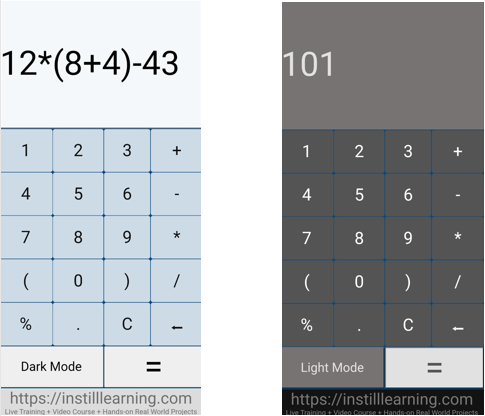 12*(8+4)-43
1 2 3 +
4 5 6 -
7 8 9 *
( 0 ) /
% . C ←
Dark Mode =
https://instilllearning.com
Live Training + Video Course + Hands-on Real World Projects
101
1 2 3 +
4 5 6 -
7 8 9 *
( 0 ) /
% . C ←
Light Mode =
https://instilllearning.com
Live Training + Video Course + Hands-on Real World Projects